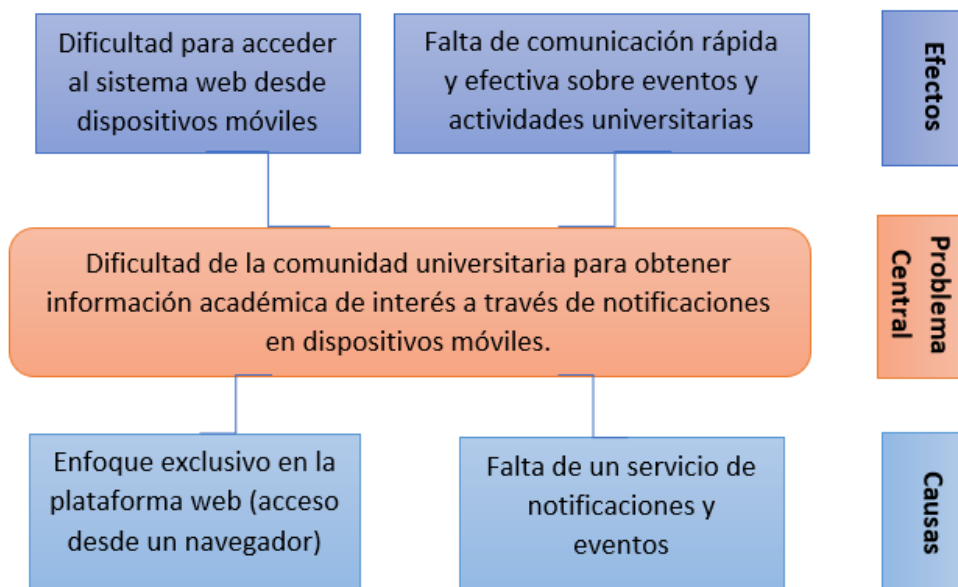 Dificultad para acceder
al sistema web desde
dispositivos móviles
Falta de comunicación rápida
y efectiva sobre eventos y
actividades universitarias
Efectos
Dificultad de la comunidad universitaria para obtener
información académica de interés a través de notificaciones
en dispositivos móviles.
Problema
Central
Enfoque exclusivo en la
plataforma web (acceso
desde un navegador)
Falta de un servicio de
notificaciones y
eventos
Causas